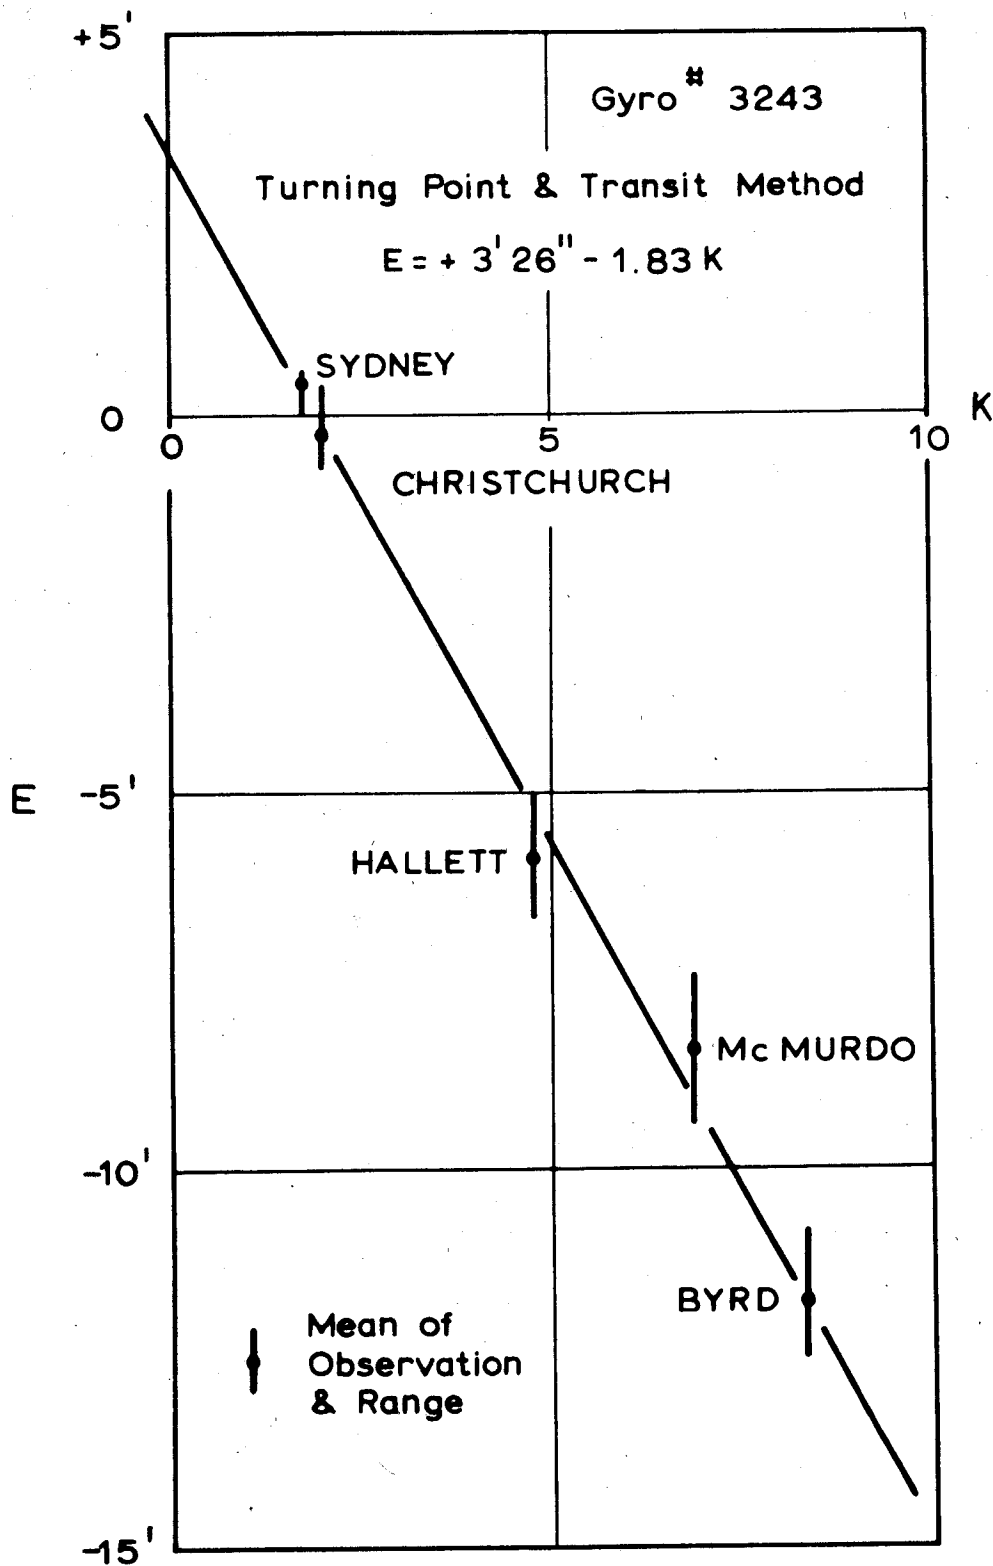 +5'
Gyro # 3243
Turning Point & Transit Method
E = + 3' 26" - 1.83 K
SYDNEY
0
0
5
10
K
CHRISTCHURCH
E
-5'
HALLETT
Mc MURDO
-10'
BYRD
Mean of
Observation
& Range
-15'